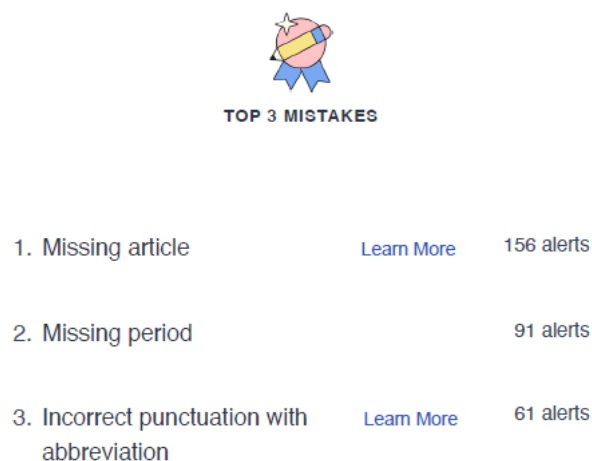 TOP 3 MISTAKES
1. Missing article Learn More 156 alerts
2. Missing period 91 alerts
3. Incorrect punctuation with Learn More 61 alerts
abbreviation